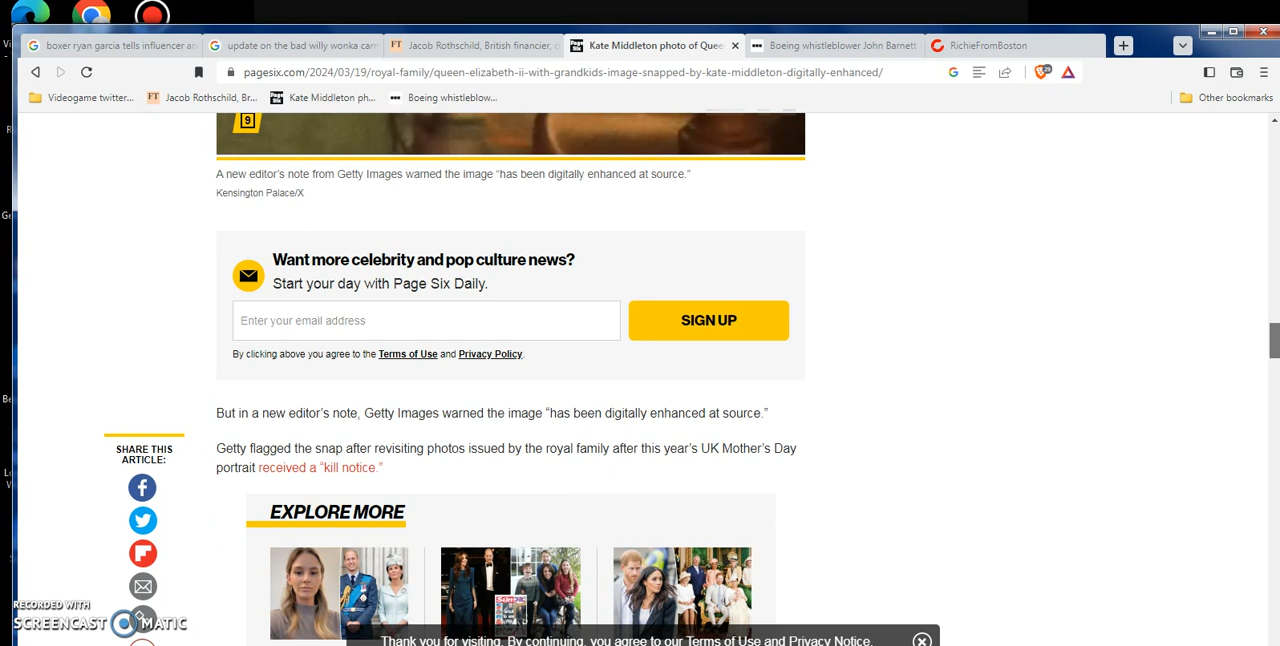 boxer ryan garcia tells influencer an
update on the bad willy wonka carn
FT Jacob Rothschild, British financier, d
Kate Middleton photo of Quee
Boeing whistleblower John Barnett
RichieFromBoston
pagesix.com/2024/03/19/royal-family/queen-elizabeth-ii-with-grandkids-image-snapped-by-kate-middleton-digitally-enhanced/
Videogame twitter...
FT Jacob Rothschild, Br...
Kate Middleton ph...
Boeing whistleblow...
Other bookmarks
9
A new editor's note from Getty Images warned the image “has been digitally enhanced at source.”
Kensington Palace/X
Want more celebrity and pop culture news?
Start your day with Page Six Daily.
Enter your email address
SIGN UP
By clicking above you agree to the Terms of Use and Privacy Policy.
But in a new editor's note, Getty Images warned the image “has been digitally enhanced at source.”
Getty flagged the snap after revisiting photos issued by the royal family after this year's UK Mother's Day
portrait received a “kill notice.”
SHARE THIS
ARTICLE:
EXPLORE MORE
RECORDED WITH
SCREENCAST MATIC
Thank you for visiting. By continuing, you agree to our Terms of Use and Privacy Notice.